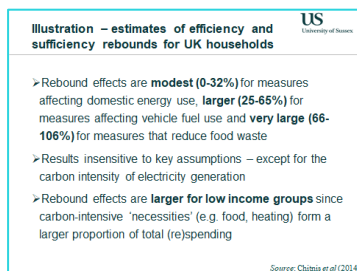 Illustration – estimates of efficiency and
sufficiency rebounds for UK households
US
University of Sussex
➢Rebound effects are modest (0-32%) for measures
affecting domestic energy use, larger (25-65%) for
measures affecting vehicle fuel use and very large (66-
106%) for measures that reduce food waste
➢Results insensitive to key assumptions – except for the
carbon intensity of electricity generation
➢Rebound effects are larger for low income groups since
carbon-intensive ‘necessities’ (e.g. food, heating) form a
larger proportion of total (re)spending
Source: Chitnis et al (2014